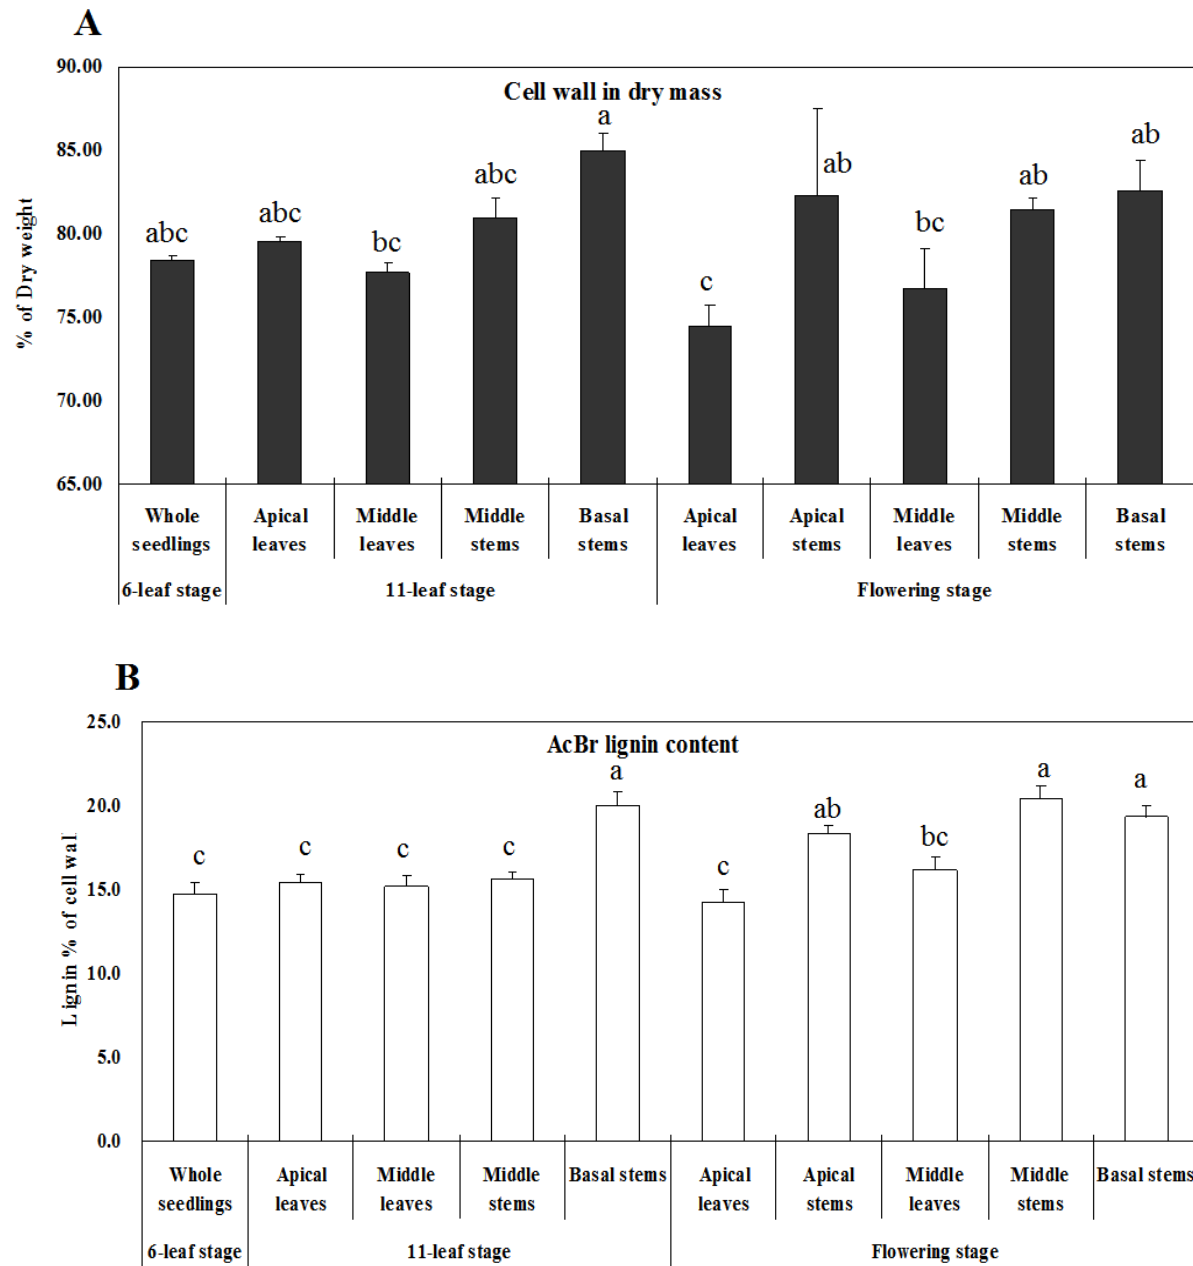 A
90.00
Cell wall in dry mass
a
85.00
abc
ab
ab
ab
abc
abc
bc
bc
80.00
c
75.00
70.00
65.00
% of Dry weight
Whole seedlings
Apical leaves
Middle leaves
Middle stems
Basal stems
Apical leaves
Apical stems
Middle leaves
Middle stems
Basal stems
6-leaf stage
11-leaf stage
Flowering stage
B
25.0
AcBr lignin content
a
a
a
20.0
ab
bc
c
c
c
c
c
15.0
10.0
5.0
0.0
Lignin % of cell wal
Whole seedlings
Apical leaves
Middle leaves
Middle stems
Basal stems
Apical leaves
Apical stems
Middle leaves
Middle stems
Basal stems
6-leaf stage
11-leaf stage
Flowering stage